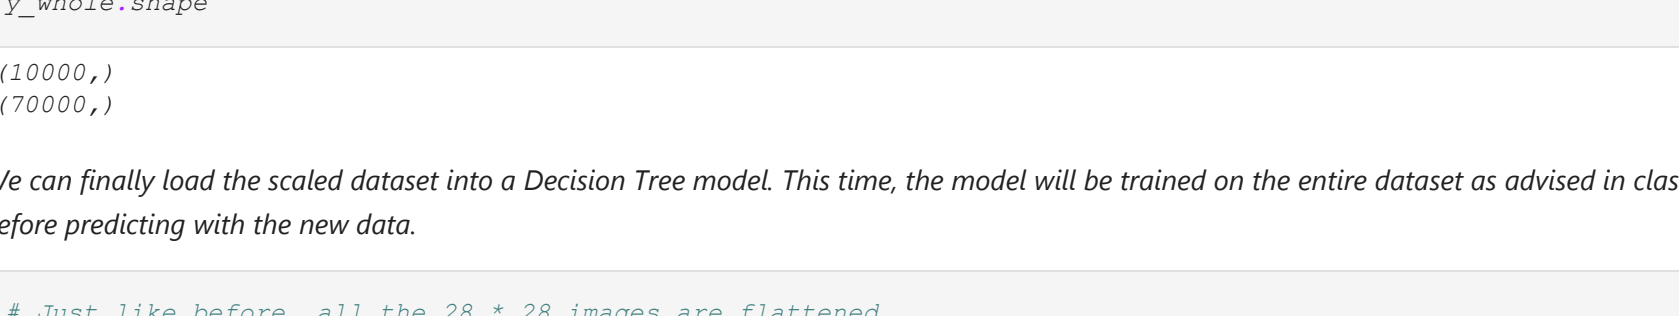 y_whole.shape
(10000,)
(70000,)
We can finally load the scaled dataset into a Decision Tree model. This time, the model will be trained on the entire dataset as advised in clas
efore predicting with the new data.
# Just like before, all the 28 * 28 images are flattened